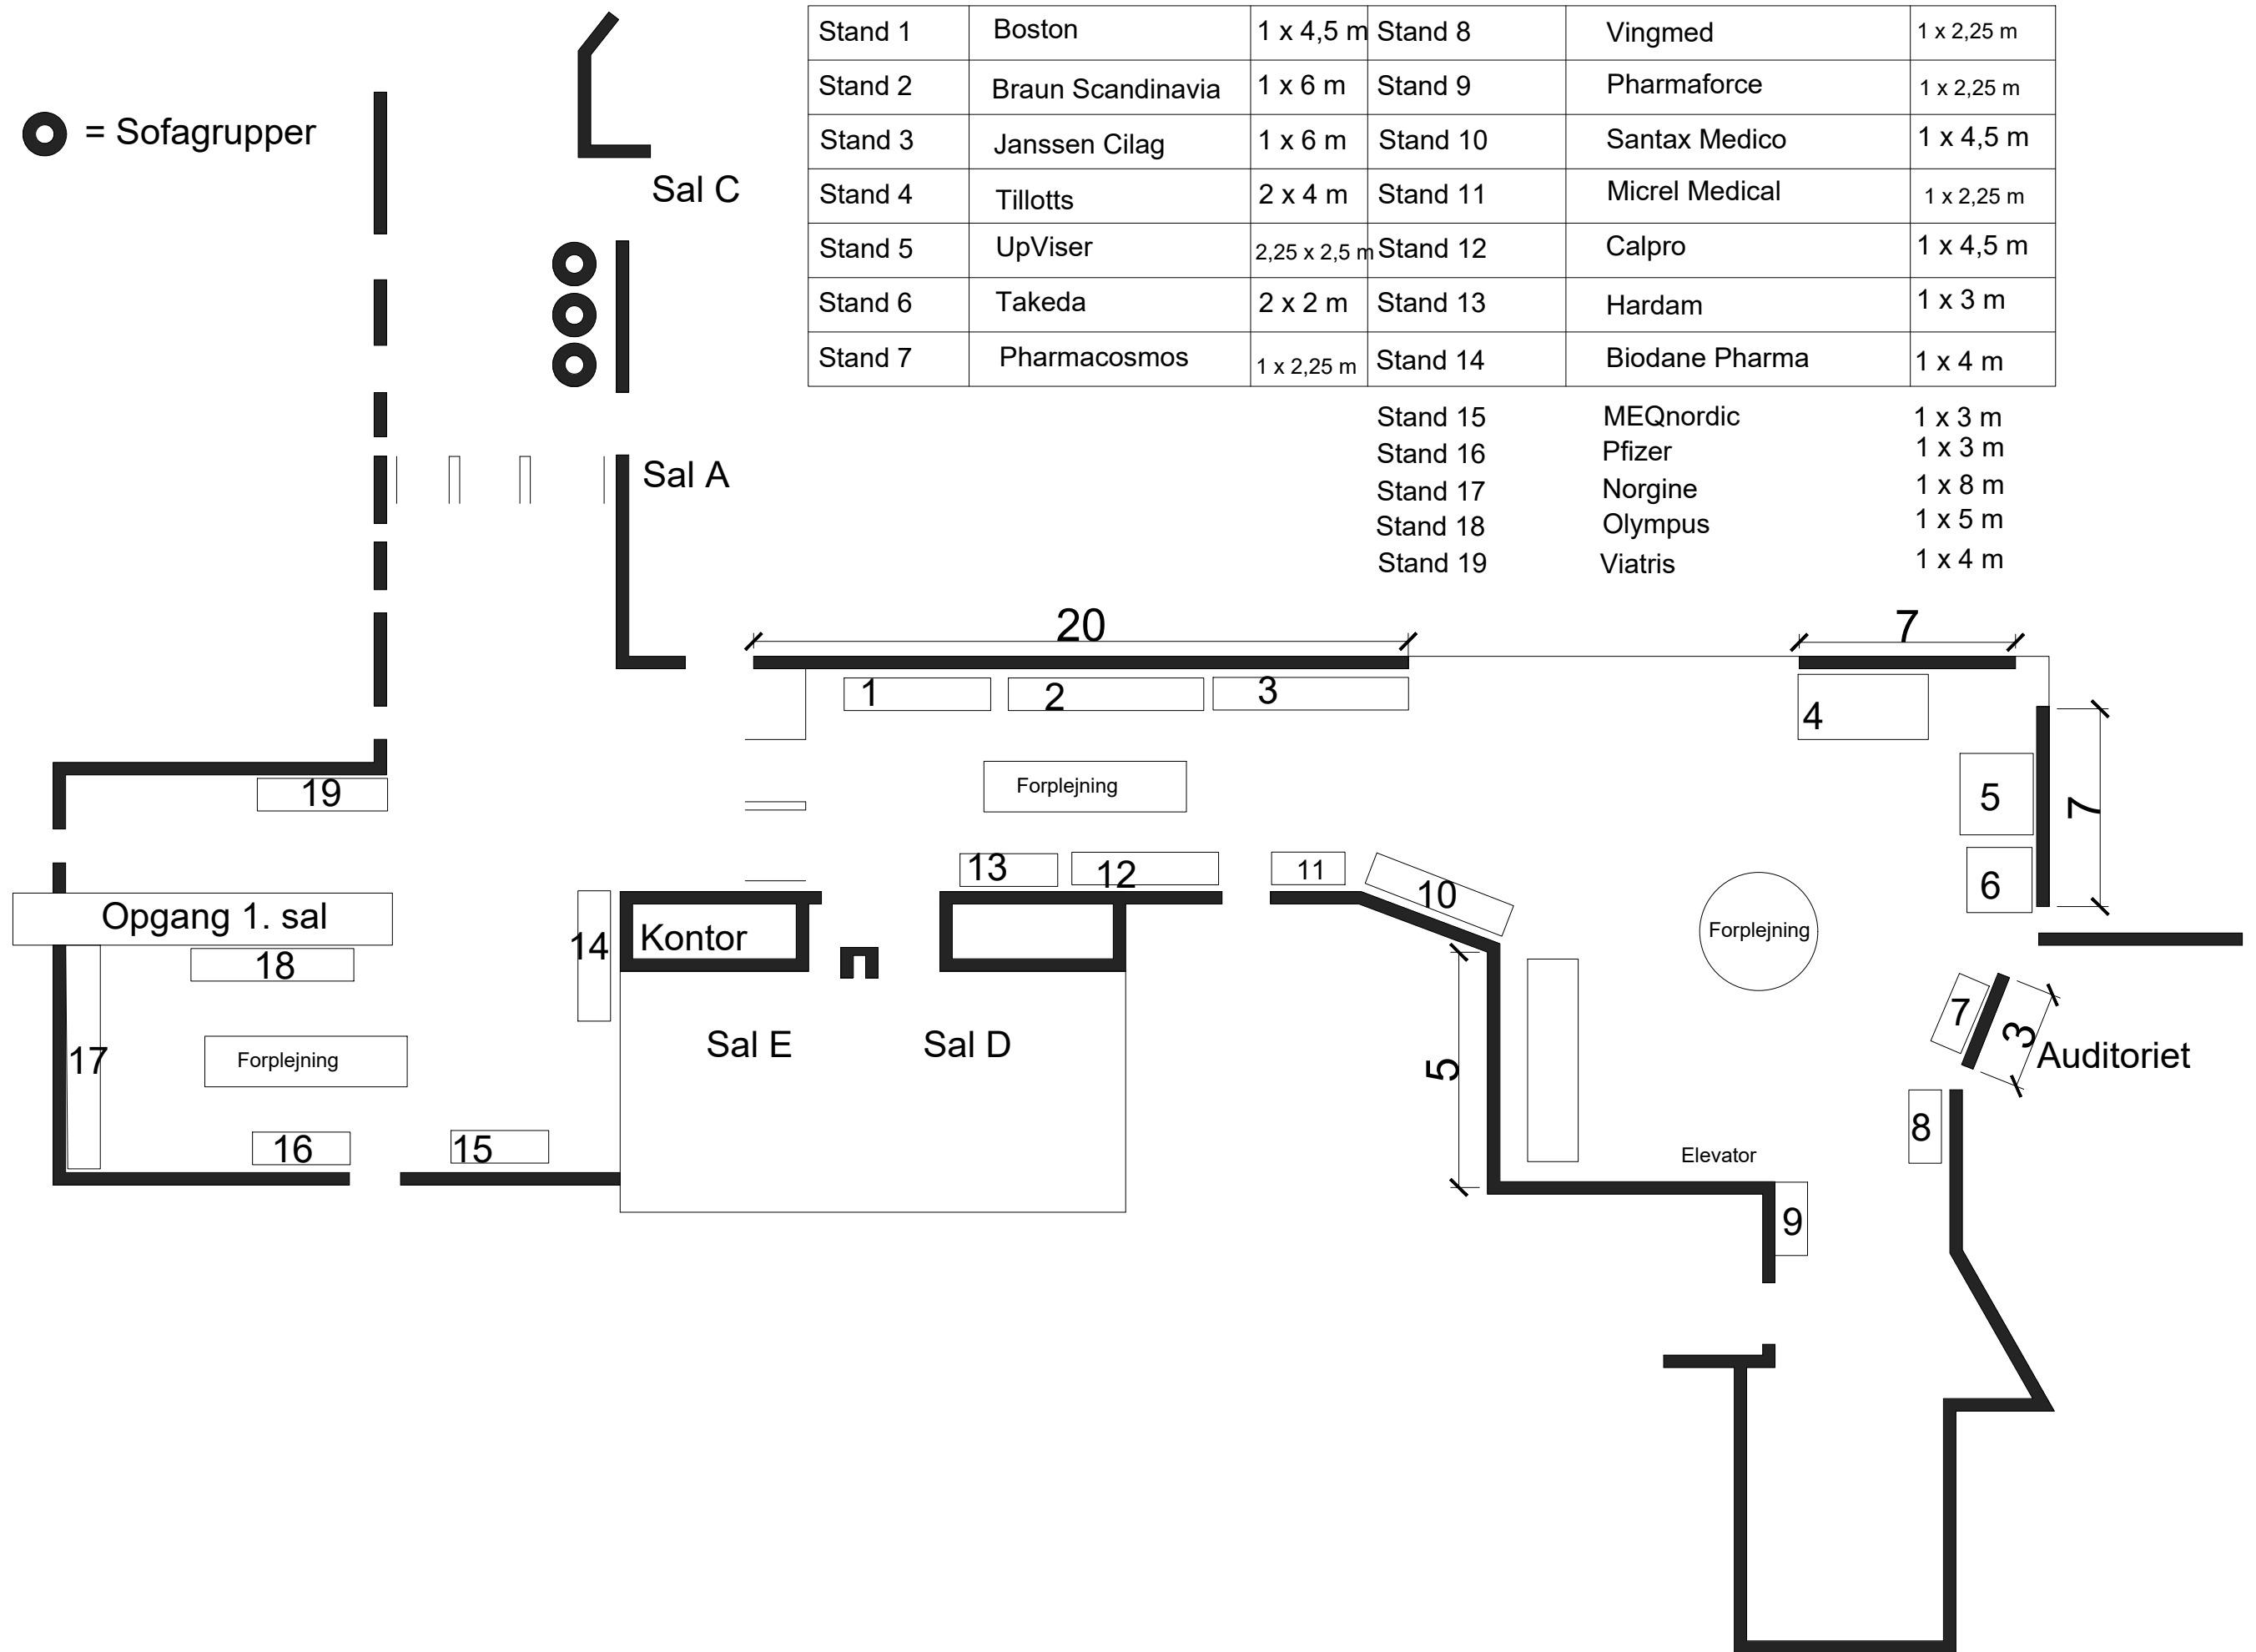 Stand 1 Boston 1 x 4,5 m Stand 8 Vingmed 1 x 2,25 m
Stand 2 Braun Scandinavia 1 x 6 m Stand 9 Pharmaforce 1 x 2,25 m
Stand 3 Janssen Cilag 1 x 6 m Stand 10 Santax Medico 1 x 4,5 m
Stand 4 Tillotts 2 x 4 m Stand 11 Micrel Medical 1 x 2,25 m
Stand 5 UpViser 2,25 x 2,5 m Stand 12 Calpro 1 x 4,5 m
Stand 6 Takeda 2 x 2 m Stand 13 Hardam 1 x 3 m
Stand 7 Pharmacosmos 1 x 2,25 m Stand 14 Biodane Pharma 1 x 4 m
Stand 15 MEQnordic 1 x 3 m
Stand 16 Pfizer 1 x 3 m
Stand 17 Norgine 1 x 8 m
Stand 18 Olympus 1 x 5 m
Stand 19 Viatris 1 x 4 m
= Sofagrupper
Sal C
Sal A
20
7
1
2
3
4
Forplejning
19
5
7
13
12
11
10
6
Opgang 1. sal
14
Kontor
18
Forplejning
7
3
Auditoriet
Sal E
Sal D
17
Forplejning
5
8
16
15
Elevator
9